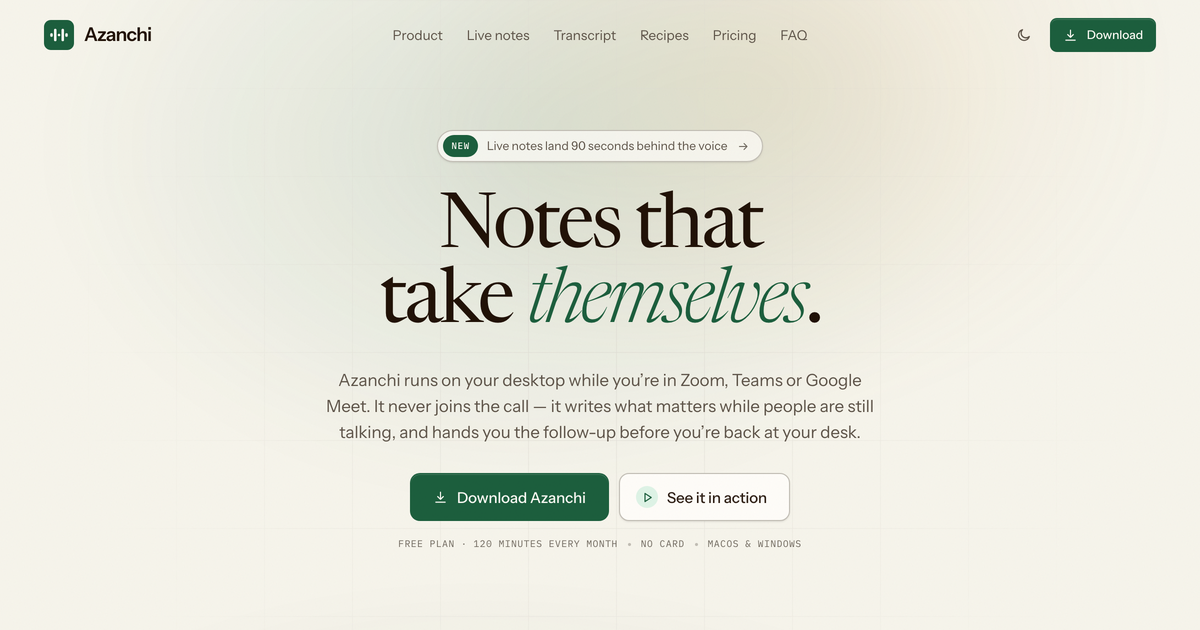 Azanchi
Product
Live notes
Transcript
Recipes
Pricing
FAQ
Download
NEW
Live notes land 90 seconds behind the voice →
Notes that
take themselves.
Azanchi runs on your desktop while you’re in Zoom, Teams or Google
Meet. It never joins the call — it writes what matters while people are still
talking, and hands you the follow-up before you’re back at your desk.
Download Azanchi
See it in action
FREE PLAN · 120 MINUTES EVERY MONTH • NO CARD • MACOS & WINDOWS